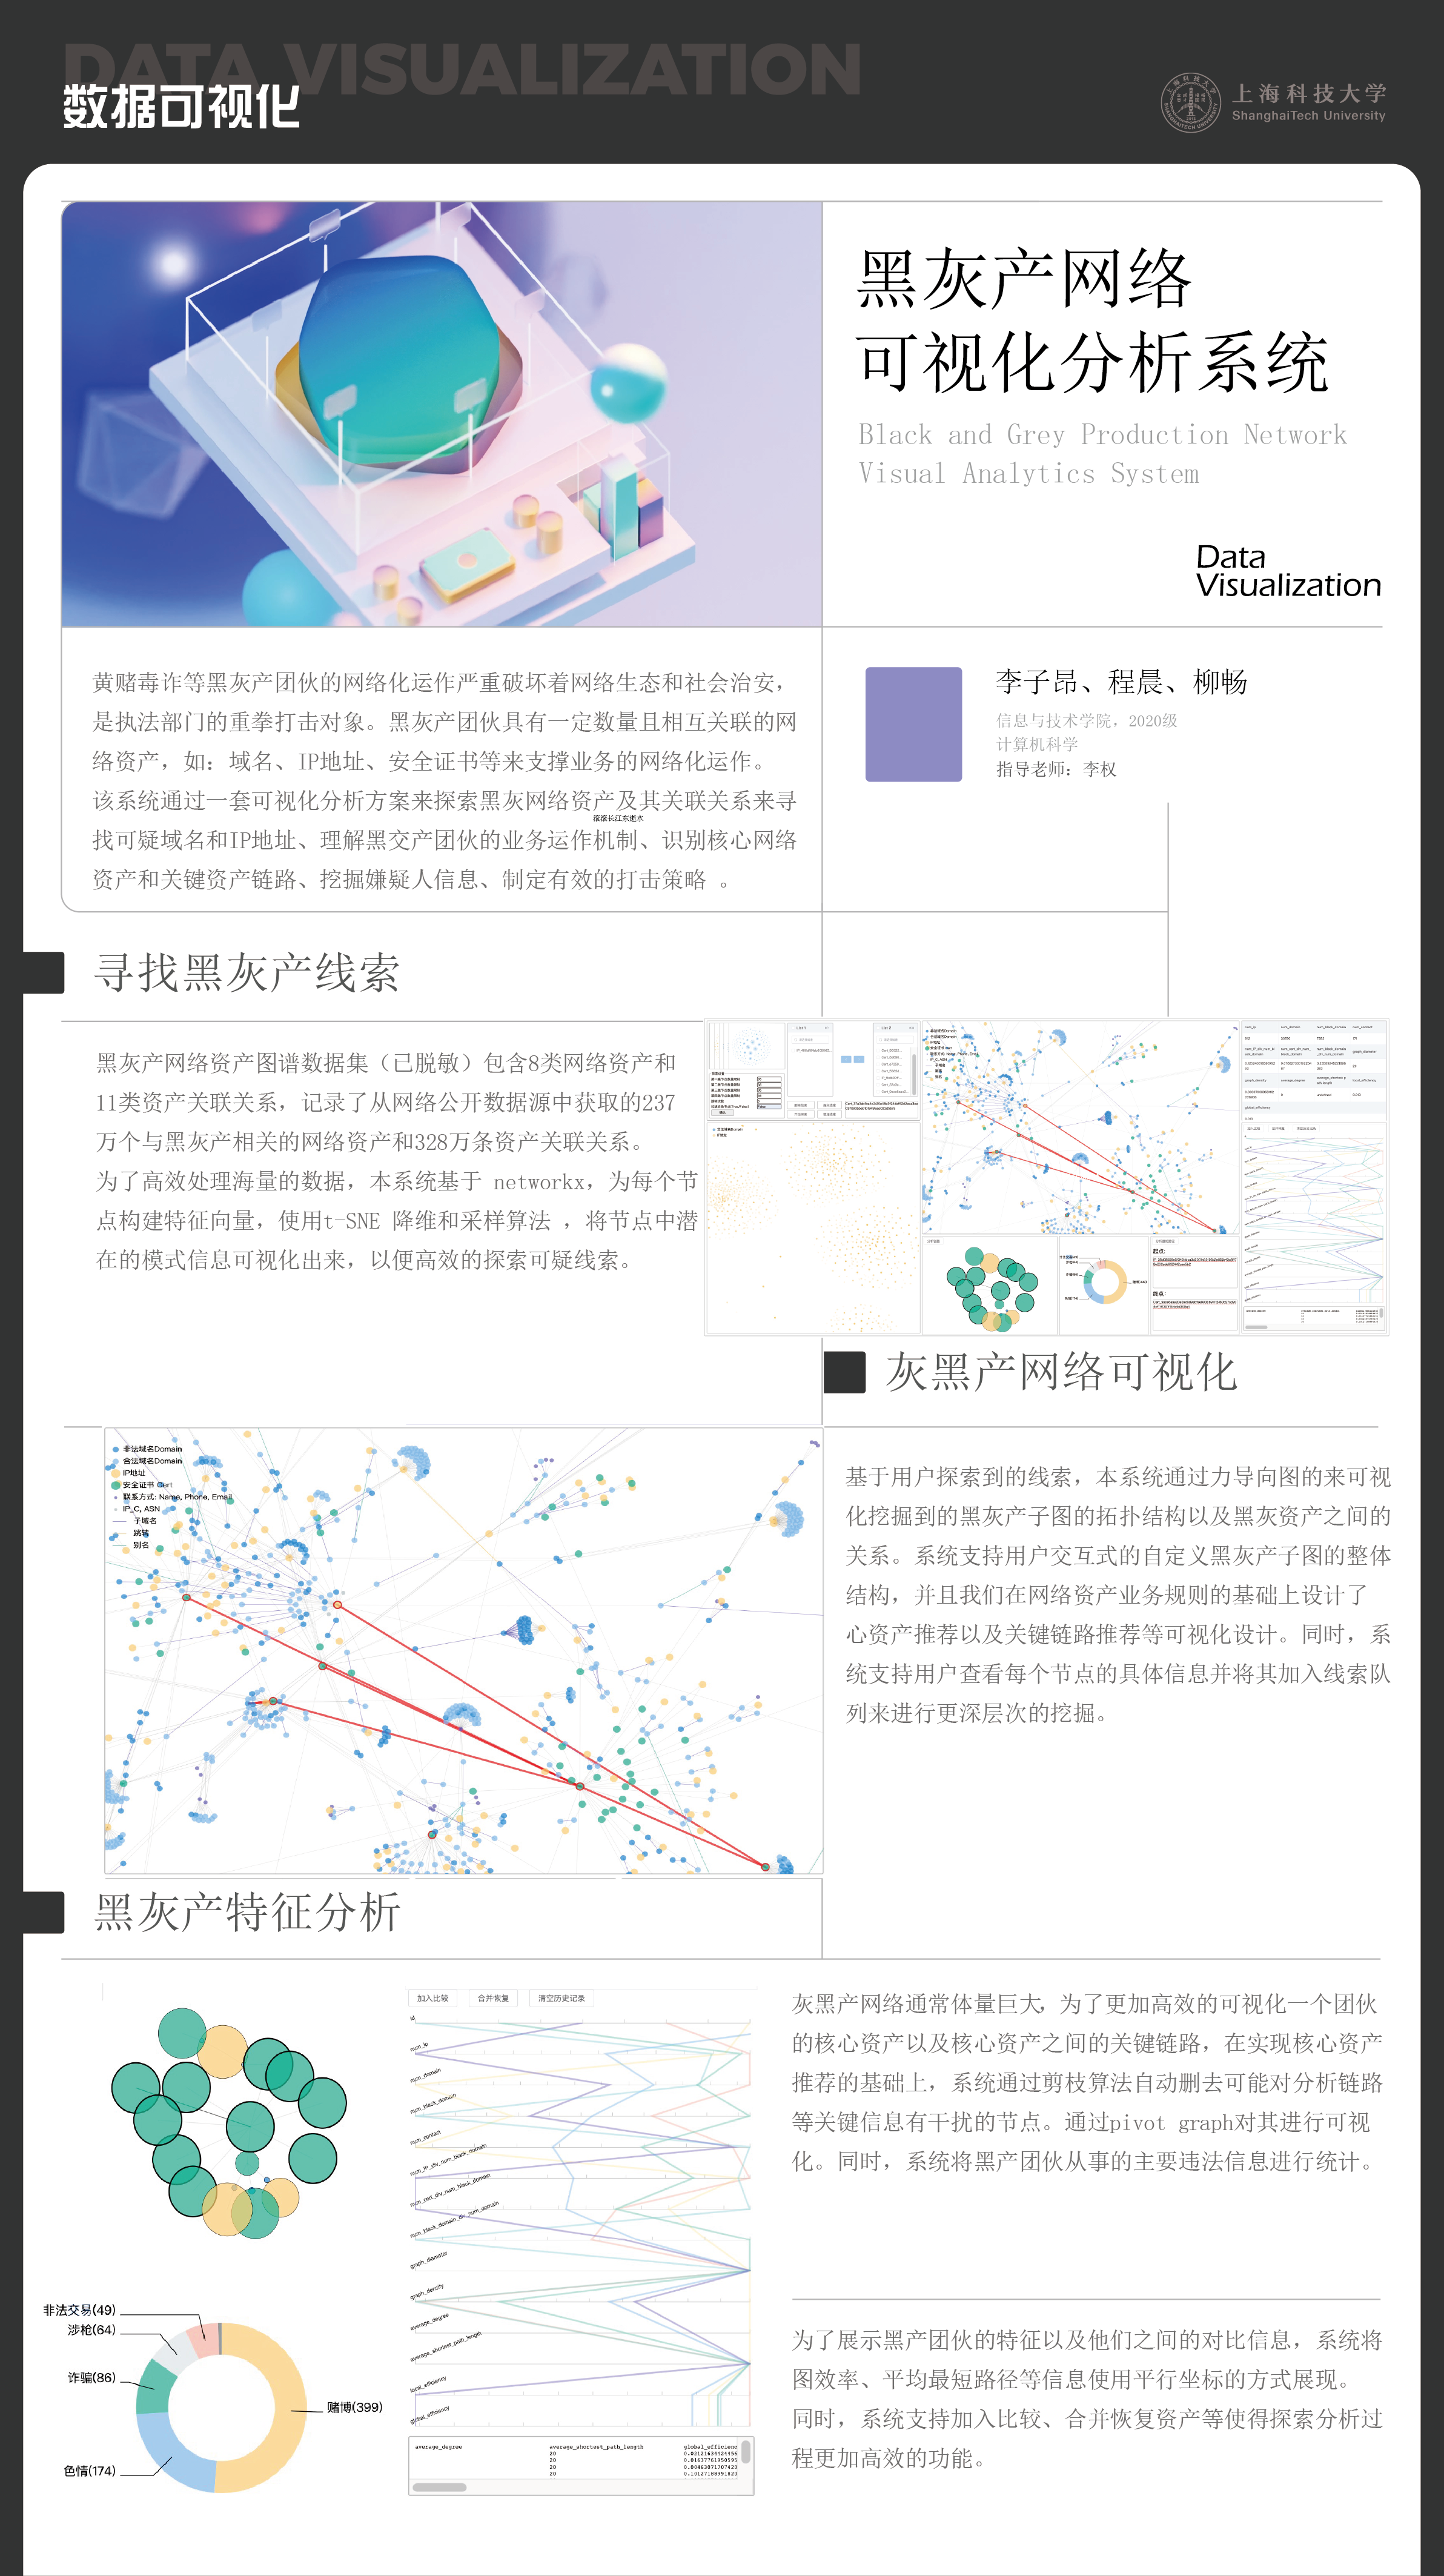 DATA VISUALIZATION
数据可视化
上海科技大学
ShanghaiTech University
黑灰产网络
可视化分析系统
Black and Grey Production Network
Visual Analytics System
Data
Visualization
黄赌毒诈等黑灰产团伙的网络化运作严重破坏着网络生态和社会治安，
是执法部门的重拳打击对象。黑灰产团伙具有一定数量且相互关联的网
络资产，如：域名、IP地址、安全证书等来支撑业务的网络化运作。
该系统通过一套可视化分析方案来探索黑灰网络资产及其关联关系来寻
滚滚长江东逝水
找可疑域名和IP地址、理解黑交产团伙的业务运作机制、识别核心网络
资产和关键资产链路、挖掘嫌疑人信息、制定有效的打击策略 。
李子昂、程晨、柳畅
信息与技术学院，2020级
计算机科学
指导老师：李权
寻找黑灰产线索
黑灰产网络资产图谱数据集（已脱敏）包含8类网络资产和
11类资产关联关系，记录了从网络公开数据源中获取的237
万个与黑灰产相关的网络资产和328万条资产关联关系。
为了高效处理海量的数据，本系统基于 networkx，为每个节
点构建特征向量，使用t-SNE 降维和采样算法 ，将节点中潜
在的模式信息可视化出来，以便高效的探索可疑线索。
起点:
终点:
灰黑产网络可视化
非法域名Domain
合法域名Domain
IP地址
安全证书 Cert
联系方式: Name, Phone, Email
IP_C, ASN
子域名
跳转
别名
基于用户探索到的线索，本系统通过力导向图的来可视
化挖掘到的黑灰产子图的拓扑结构以及黑灰资产之间的
关系。系统支持用户交互式的自定义黑灰产子图的整体
结构，并且我们在网络资产业务规则的基础上设计了
心资产推荐以及关键链路推荐等可视化设计。同时，系
统支持用户查看每个节点的具体信息并将其加入线索队
列来进行更深层次的挖掘。
黑灰产特征分析
加入比较 合并恢复 清空历史记录
id
num_ip
num_domain
num_black_domain
num_contact
num_IP_div_num_black_domain
num_cert_div_num_black_domain
num_black_domain_div_num_domain
graph_diameter
graph_density
average_degree
average_shortest_path_length
local_efficiency
global_efficency
average_degree average_shortest_path_length global_efficienc
20 0.02121636426456
20 0.01637761950595
20 0.00463071707420
20 0.10127108991820
灰黑产网络通常体量巨大，为了更加高效的可视化一个团伙
的核心资产以及核心资产之间的关键链路，在实现核心资产
推荐的基础上，系统通过剪枝算法自动删去可能对分析链路
等关键信息有干扰的节点。通过pivot graph对其进行可视
化。同时，系统将黑产团伙从事的主要违法信息进行统计。
非法交易(49)
涉枪(64)
诈骗(86)
赌博(399)
色情(174)
为了展示黑产团伙的特征以及他们之间的对比信息，系统将
图效率、平均最短路径等信息使用平行坐标的方式展现。
同时，系统支持加入比较、合并恢复资产等使得探索分析过
程更加高效的功能。